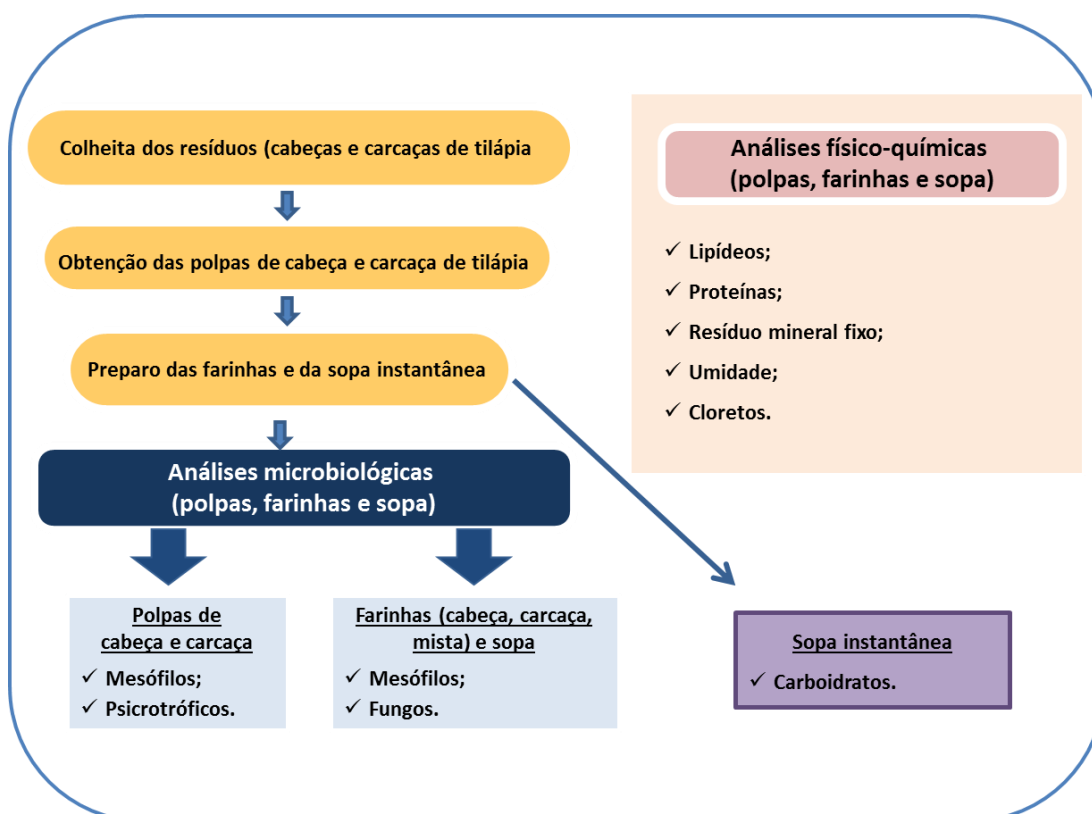 Colheita dos resíduos (cabeças e carcaças de tilápia
Obtenção das polpas de cabeça e carcaça de tilápia
Preparo das farinhas e da sopa instantânea
Análises microbiológicas
(polpas, farinhas e sopa)
Polpas de
cabeça e carcaça
✓ Mesófilos;
✓ Psicrotróficos.
Farinhas (cabeça, carcaça,
mista) e sopa
✓ Mesófilos;
✓ Fungos.
Análises físico-químicas
(polpas, farinhas e sopa)
✓ Lipídeos;
✓ Proteínas;
✓ Resíduo mineral fixo;
✓ Umidade;
✓ Cloretos.
Sopa instantânea
✓ Carboidratos.